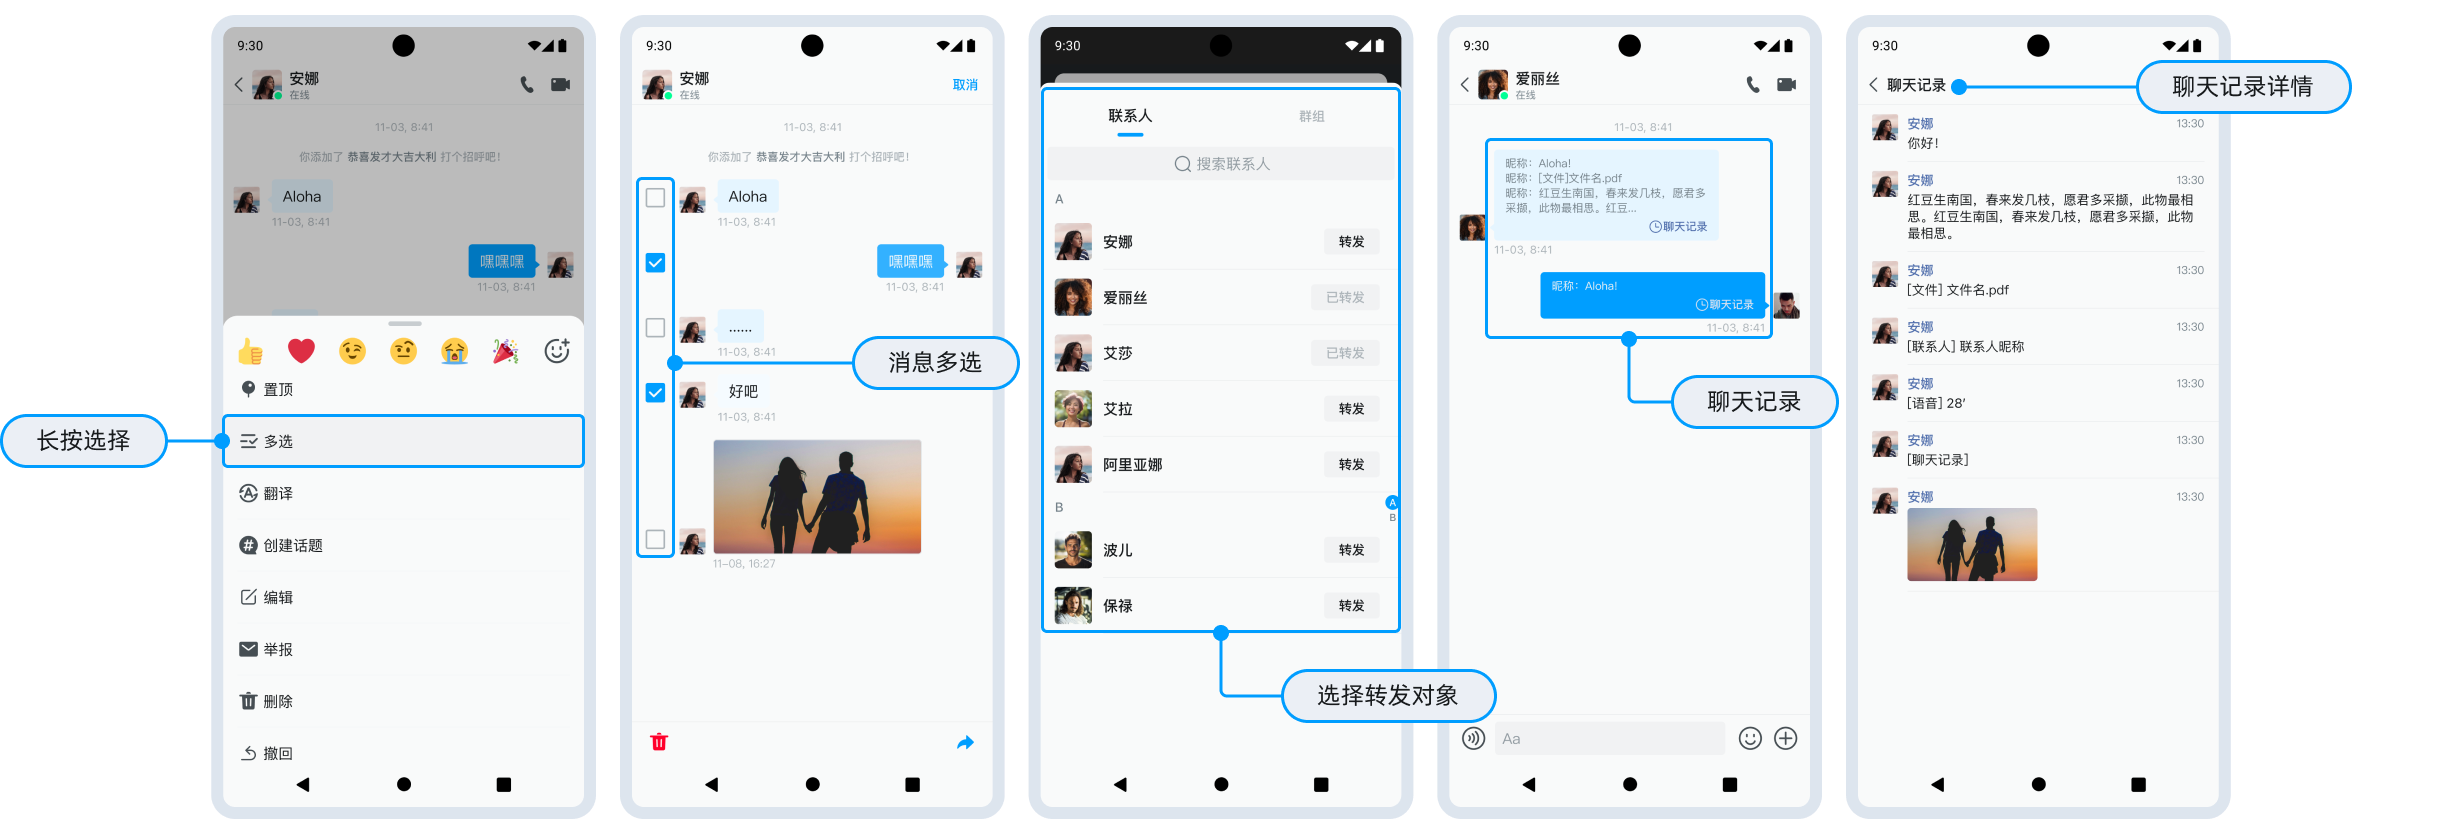 长按选择
9:30
安娜
在线
11-03, 8:41
你添加了 恭喜发才大吉大利 打个招呼吧！
Aloha
11-03, 8:41
嘿嘿嘿
11-03, 8:41
置顶
多选
翻译
创建话题
编辑
举报
删除
撤回
9:30
安娜
在线
取消
11-03, 8:41
你添加了 恭喜发才大吉大利 打个招呼吧！
Aloha
11-03, 8:41
嘿嘿嘿
11-03, 8:41
......
11-03, 8:41
消息多选
好吧
11-03, 8:41
11-08, 16:27
9:30
联系人
群组
搜索联系人
A
安娜
转发
爱丽丝
已转发
艾莎
已转发
艾拉
转发
阿里亚娜
转发
B
A
B
波儿
转发
保禄
转发
选择转发对象
9:30
爱丽丝
在线
11-03, 8:41
昵称：Aloha!
昵称：[文件]文件名.pdf
昵称：红豆生南国，春来发几枝，愿君多
采撷，此物最相思。红豆...
聊天记录
11-03, 8:41
昵称：Aloha!
聊天记录
11-03, 8:41
聊天记录
Aa
9:30
聊天记录
聊天记录详情
安娜
13:30
你好！
安娜
13:30
红豆生南国，春来发几枝，愿君多采撷，此物最相
思。红豆生南国，春来发几枝，愿君多采撷，此物
最相思。
安娜
13:30
[文件] 文件名.pdf
安娜
13:30
[联系人] 联系人昵称
安娜
13:30
[语音] 28'
安娜
13:30
[聊天记录]
安娜
13:30